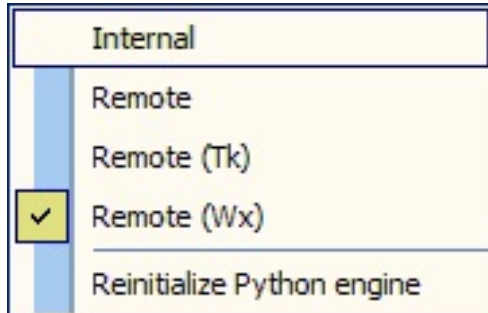 Internal
Remote
Remote (Tk)
Remote (Wx)
Reinitialize Python engine